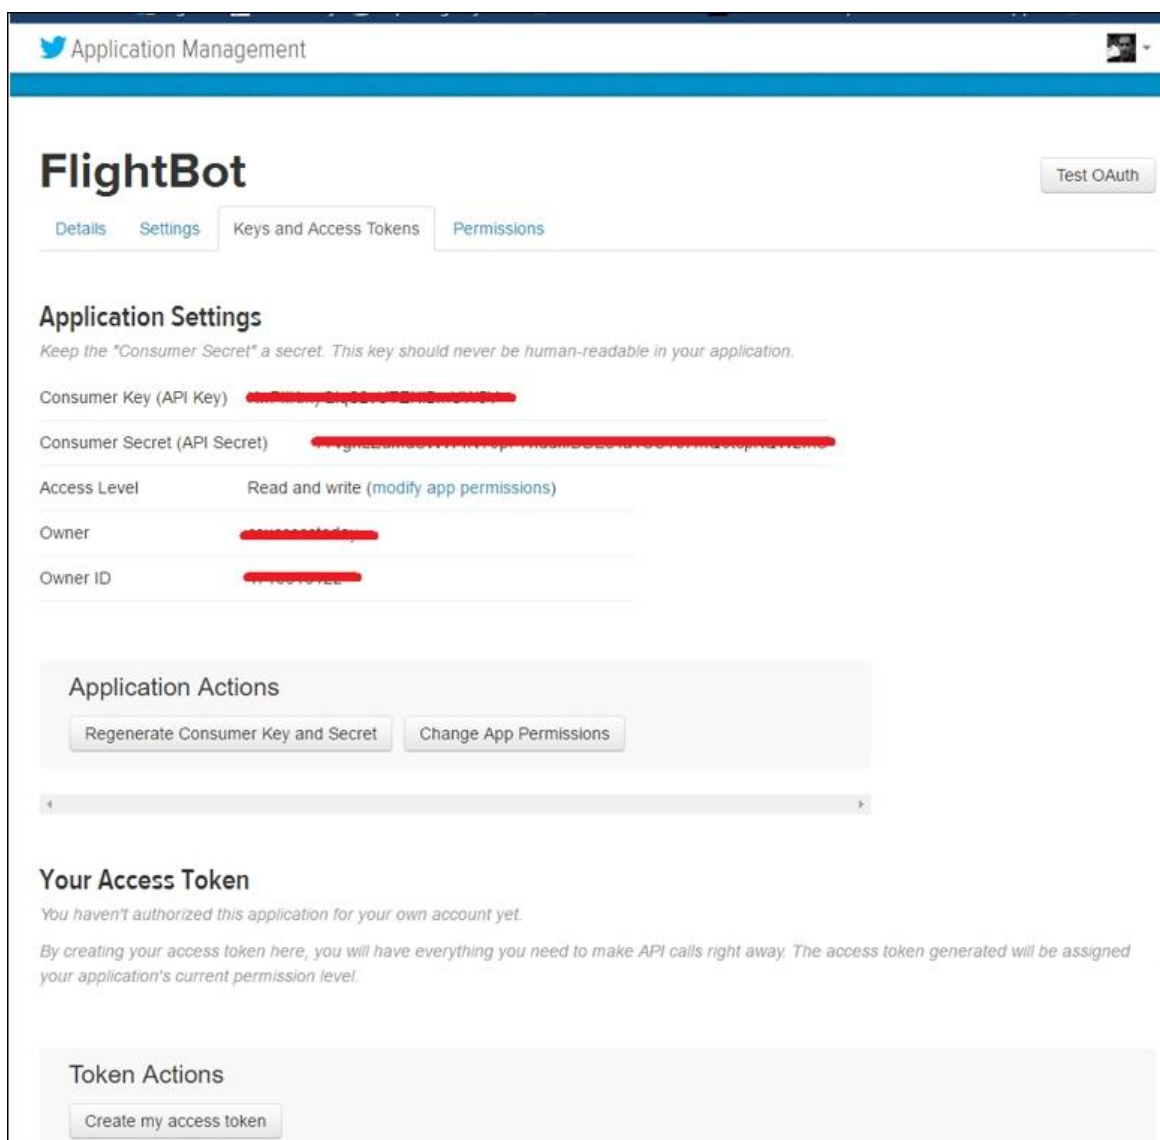 Application Management
FlightBot
Test OAuth
Details Settings Keys and Access Tokens Permissions
Application Settings
Keep the "Consumer Secret" a secret. This key should never be human-readable in your application.
Consumer Key (API Key)
Consumer Secret (API Secret)
Access Level Read and write (modify app permissions)
Owner
Owner ID
Application Actions
Regenerate Consumer Key and Secret Change App Permissions
Your Access Token
You haven't authorized this application for your own account yet.
By creating your access token here, you will have everything you need to make API calls right away. The access token generated will be assigned
your application's current permission level.
Token Actions
Create my access token